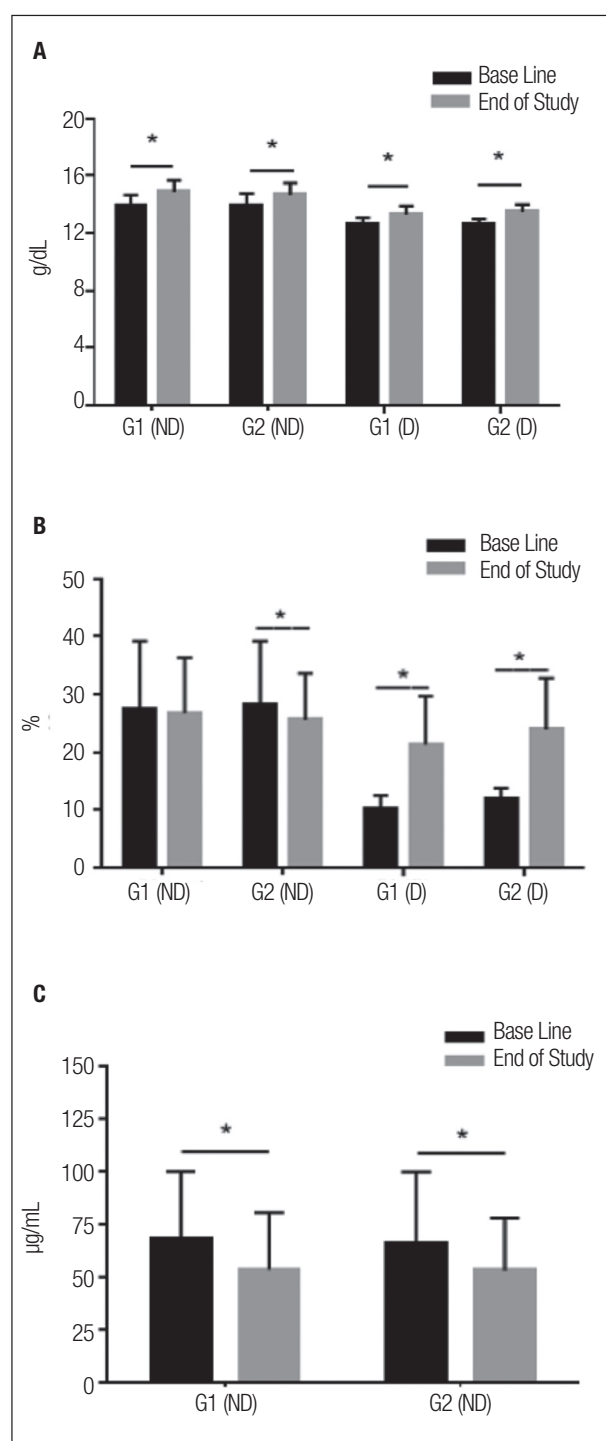 A
Base Line
End of Study
20
16
12
8
4
0
g/dL
*
*
*
*
G1 (ND)
G2 (ND)
G1 (D)
G2 (D)
B
Base Line
End of Study
50
40
30
20
10
0
%
*
*
*
G1 (ND)
G2 (ND)
G1 (D)
G2 (D)
C
Base Line
End of Study
150
125
100
75
50
25
0
µg/mL
*
*
G1 (ND)
G2 (ND)